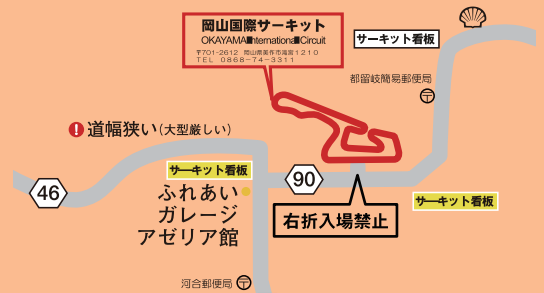 岡山国際サーキット
OKAYAMA International Circuit
〒701-2612 岡山県美作市滝宮1210
TEL 0868-74-3311
サーキット看板
都留岐簡易郵便局
〒
! 道幅狭い(大型厳しい)
サーキット看板
46
90
ふれあい
ガレージ
アゼリア館
サーキット看板
右折入場禁止
河合郵便局 〒